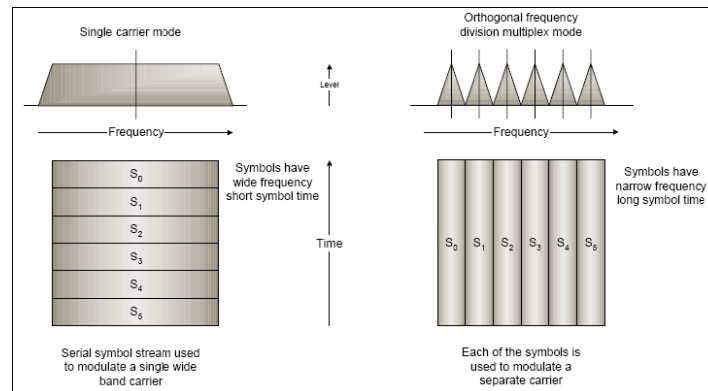 Single carrier mode
Orthogonal frequency
division multiplex mode
Level
Frequency
Frequency
S0
S1
S2
S3
S4
S5
Symbols have
wide frequency
short symbol time
Time
S0 S1 S2 S3 S4 S5
Symbols have
narrow frequency
long symbol time
Serial symbol stream used
to modulate a single wide
band carrier
Each of the symbols is
used to modulate a
separate carrier